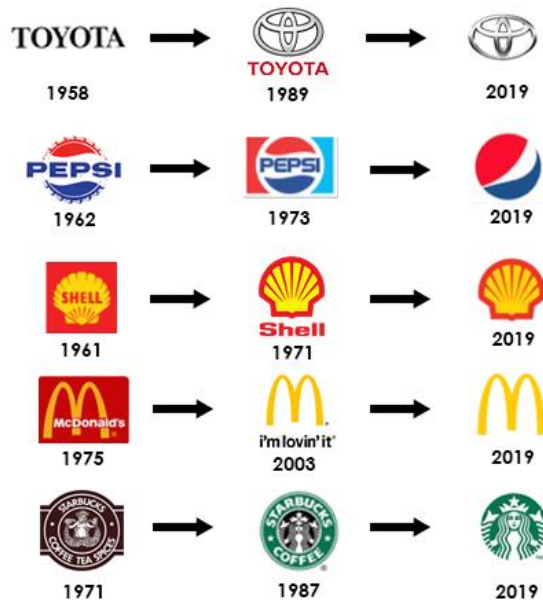 TOYOTA
TOYOTA
1958
1989
2019
PEPSI
PEPSI
1962
1973
2019
SHELL
Shell
1961
1971
2019
McDonald's
i'm lovin' it
1975
2003
2019
STARBUCKS
COFFEE TEA SPICES
STARBUCKS
COFFEE
1971
1987
2019